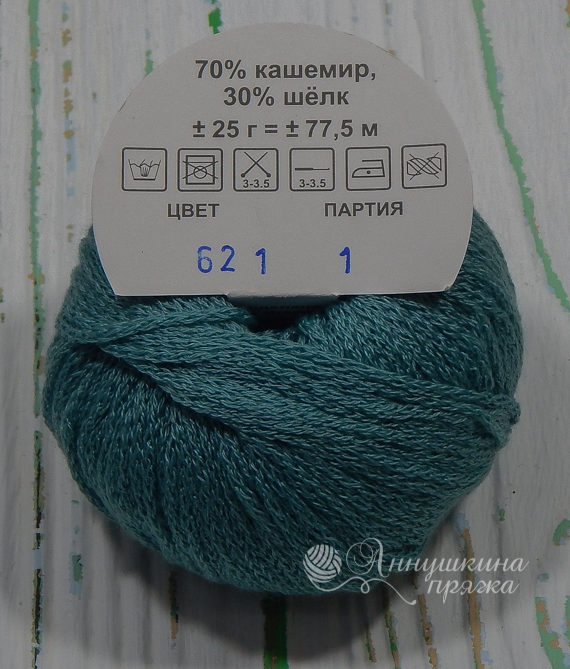 70% кашемир,
30% шёлк
± 25 г = ± 77,5 м
3-3.5 3-3.5
ЦВЕТ ПАРТИЯ
621 1
Аннушкина
пряжа